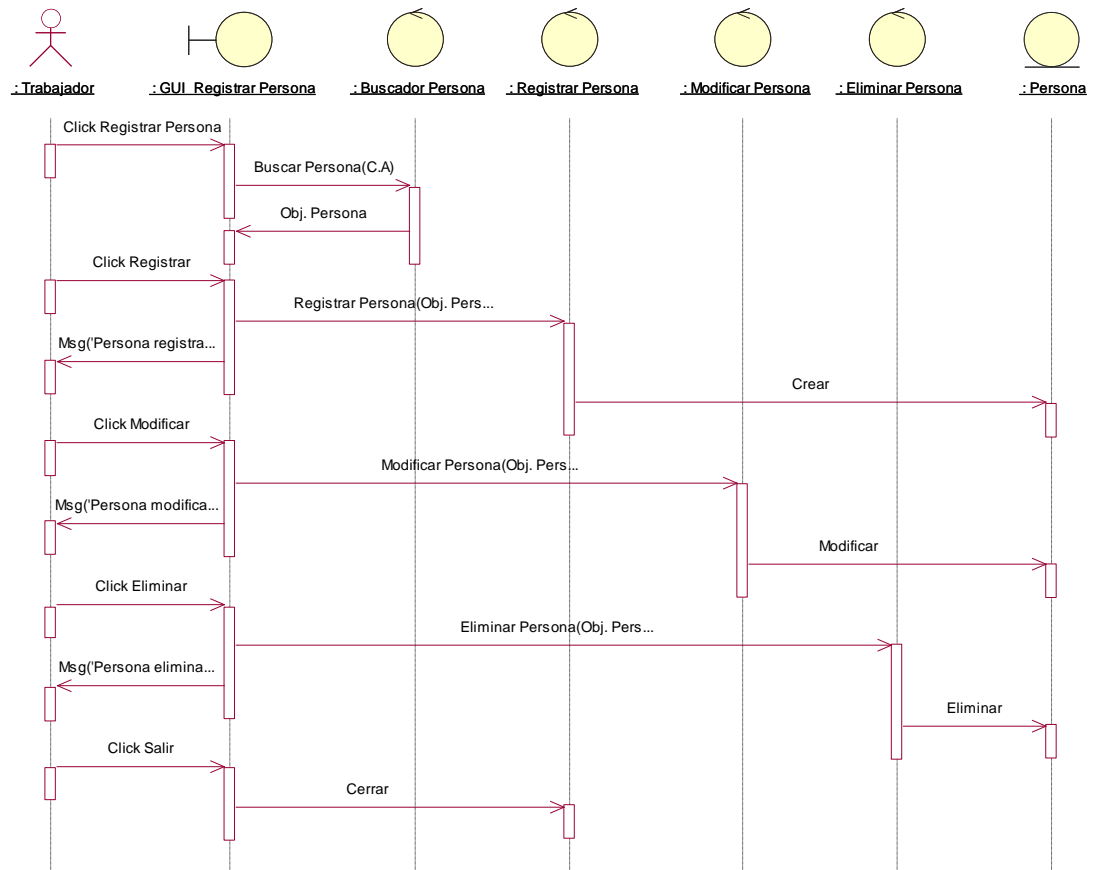 : Trabajador
: GUI_Registrar Persona
: Buscador Persona
: Registrar Persona
: Modificar Persona
: Eliminar Persona
: Persona
Click Registrar Persona
Buscar Persona(C.A)
Obj. Persona
Click Registrar
Registrar Persona(Obj. Pers...
Msg('Persona registra...
Crear
Click Modificar
Modificar Persona(Obj. Pers...
Msg('Persona modifica...
Modificar
Click Eliminar
Eliminar Persona(Obj. Pers...
Msg('Persona elimina...
Eliminar
Click Salir
Cerrar